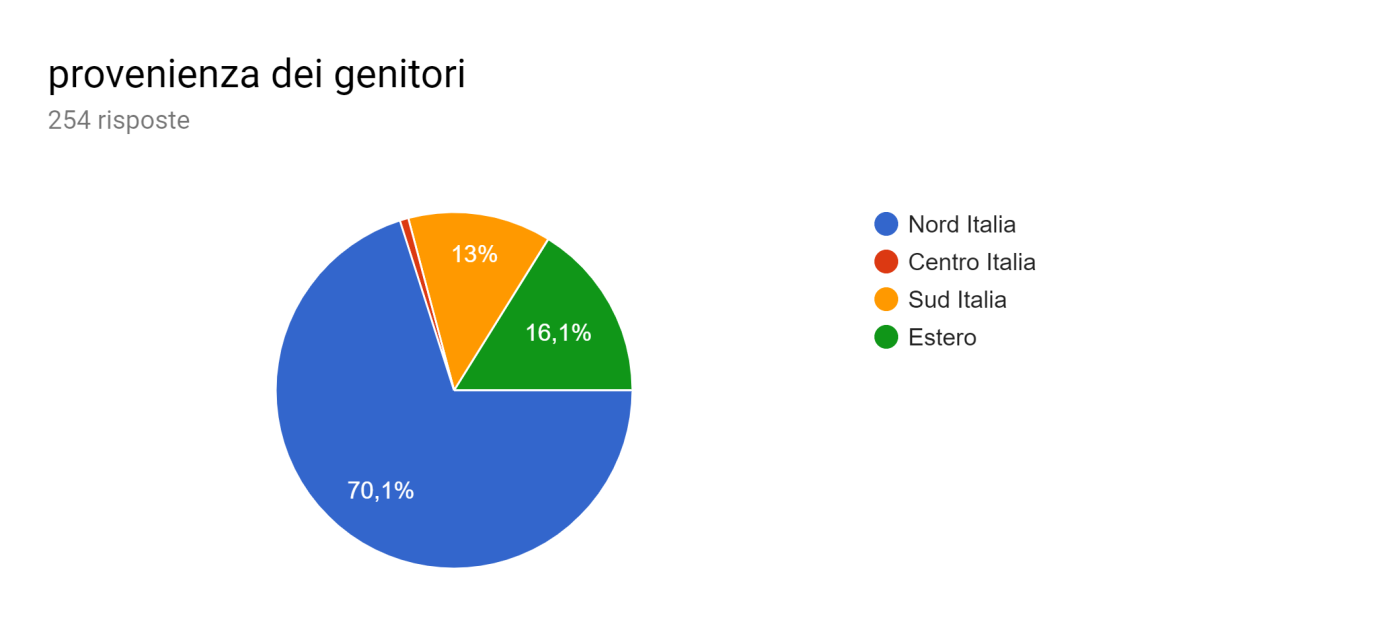 provenienza dei genitori
254 risposte
13%
16,1%
70,1%
Nord Italia
Centro Italia
Sud Italia
Estero